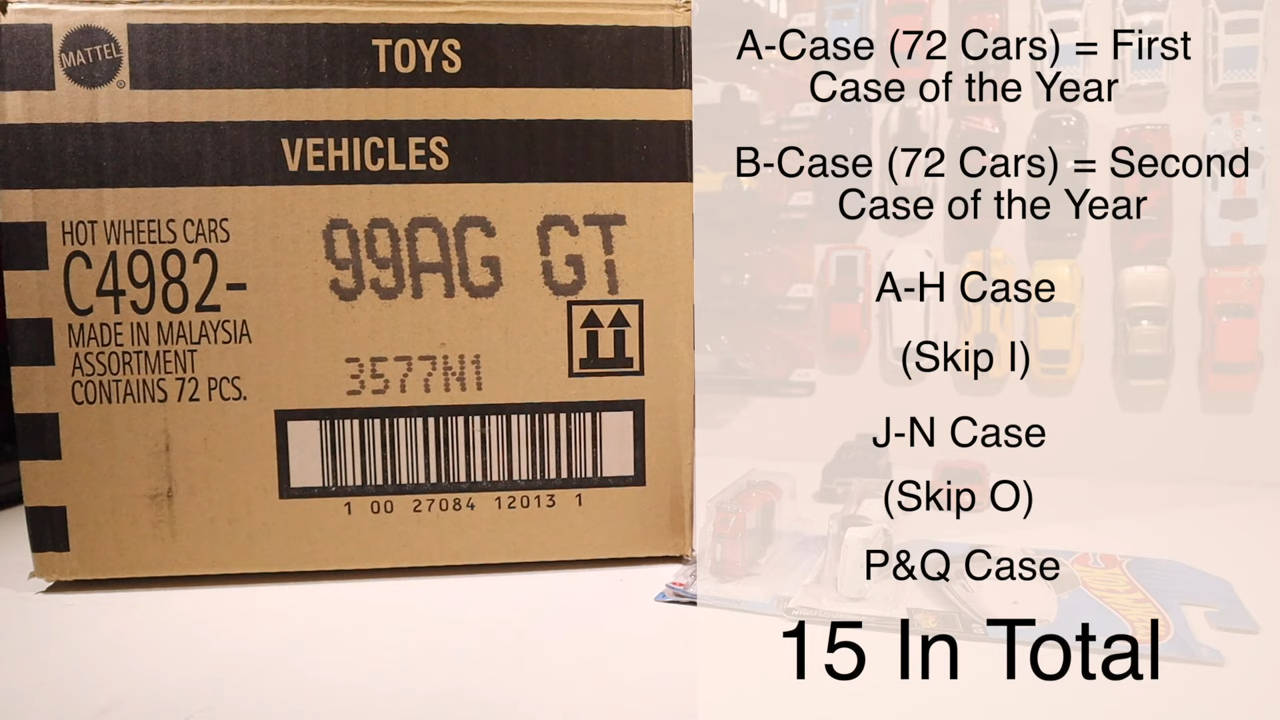 MATTEL
TOYS
VEHICLES
HOT WHEELS CARS
C4982-
MADE IN MALAYSIA
ASSORTMENT
CONTAINS 72 PCS.
99AG GT
3577N1
1 00 27084 12013 1
A-Case (72 Cars) = First
Case of the Year
B-Case (72 Cars) = Second
Case of the Year
A-H Case
(Skip I)
J-N Case
(Skip O)
P&Q Case
15 In Total